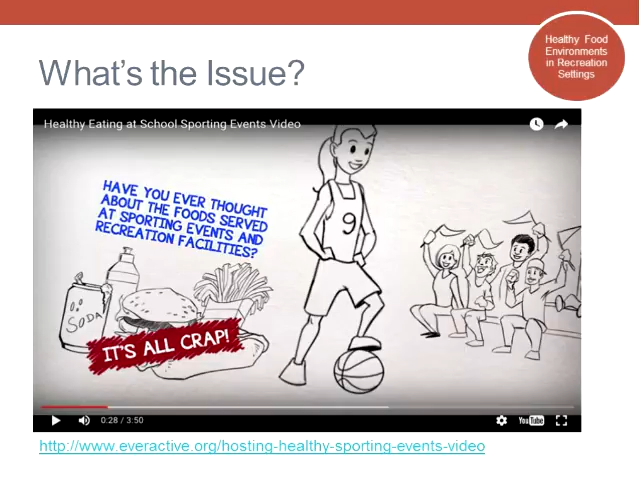 Healthy Food
Environments
in Recreation
Settings
What's the Issue?
Healthy Eating at School Sporting Events Video
HAVE YOU EVER THOUGHT
ABOUT THE FOODS SERVED
AT SPORTING EVENTS AND
RECREATION FACILITIES?
9
SODA
IT'S ALL CRAP!
0:28 / 3:50
YouTube
http://www.everactive.org/hosting-healthy-sporting-events-video